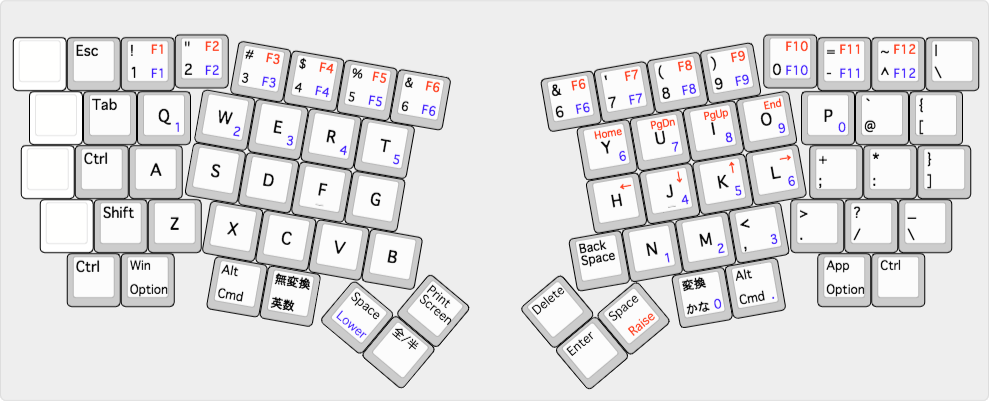 Esc
! F1
1 F1
" F2
2 F2
# F3
3 F3
$ F4
4 F4
% F5
5 F5
& F6
6 F6
& F6
6 F6
' F7
7 F7
( F8
8 F8
) F9
9 F9
F10
0 F10
= F11
- F11
~ F12
^ F12
|
\
Tab
Q 1
W 2
E 3
R 4
T 5
Home
Y 6
PgDn
U 7
PgUp
I 8
End
O 9
P 0
`
@
{
[
Ctrl
A
S
D
F
G
H ←
J ↓ 4
K ↑ 5
L → 6
+
;
*
:
}
]
Shift
Z
X
C
V
B
Back
Space
N 1
M 2
<
, 3
>
.
?
/
_
\
Ctrl
Win
Option
Alt
Cmd
無変換
英数
Space
Lower
Print
Screen
全/半
Delete
Enter
Space
Raise
変換
かな 0
Alt
Cmd .
App
Option
Ctrl